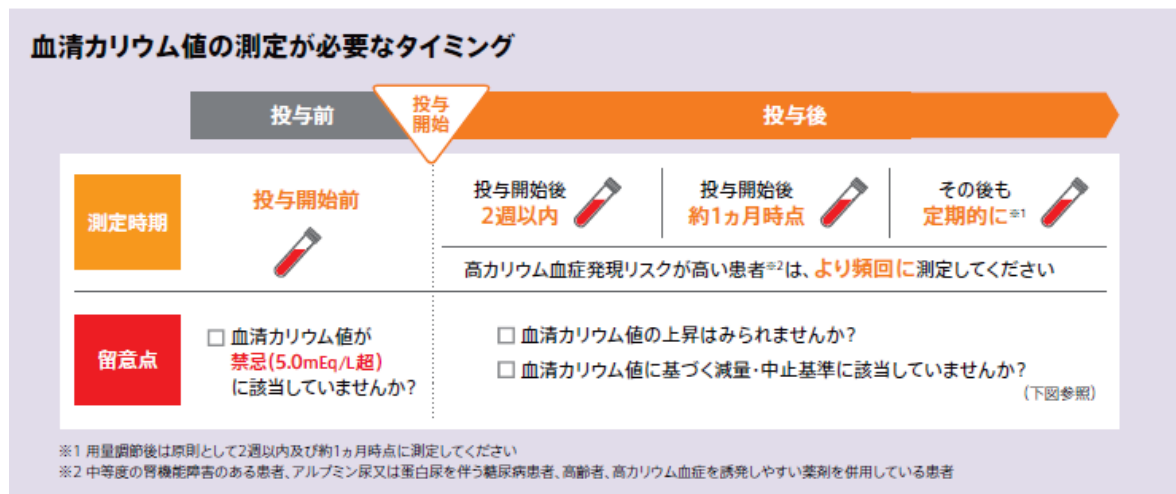 血清カリウム値の測定が必要なタイミング
投与前
投与
開始
投与後
測定時期
投与開始前
投与開始後
2週以内
投与開始後
約1ヵ月時点
その後も
定期的に※1
高カリウム血症発現リスクが高い患者※2は、より頻回に測定してください
留意点
□ 血清カリウム値が
禁忌(5.0mEq/L超)
に該当していませんか?
□ 血清カリウム値の上昇はみられませんか?
□ 血清カリウム値に基づく減量・中止基準に該当していませんか?
(下図参照)
※1 用量調節後は原則として2週以内及び約1ヵ月時点に測定してください
※2 中等度の腎機能障害のある患者、アルブミン尿又は蛋白尿を伴う糖尿病患者、高齢者、高カリウム血症を誘発しやすい薬剤を併用している患者